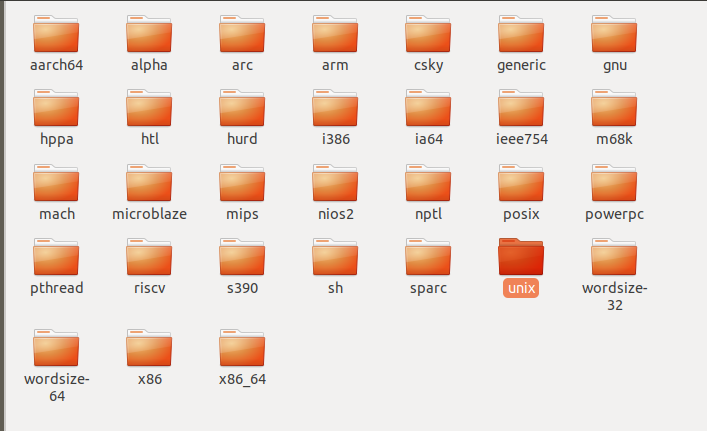 aarch64 alpha arc arm csky generic gnu
hppa htl hurd i386 ia64 ieee754 m68k
mach microblaze mips nios2 nptl posix powerpc
pthread riscv s390 sh sparc unix wordsize-
32
wordsize- x86 x86_64
64